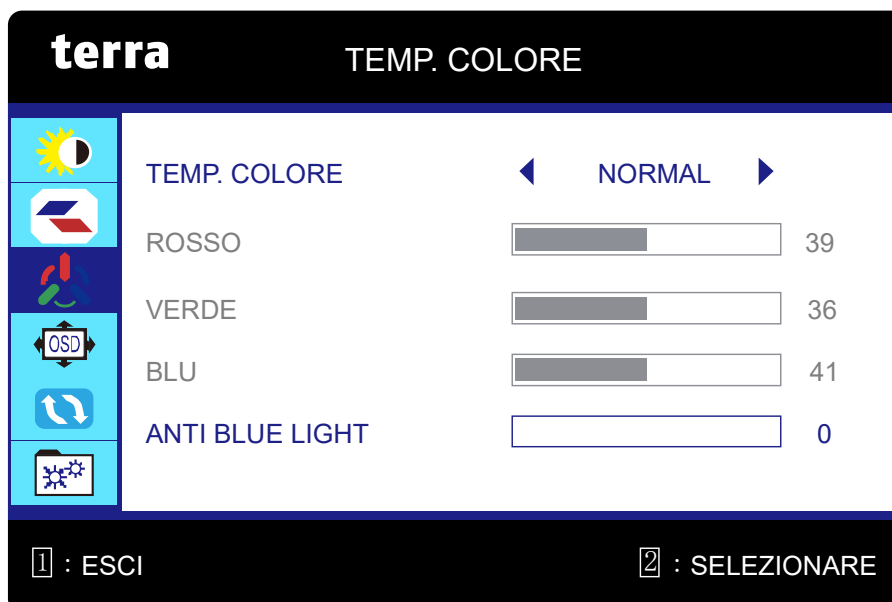 terra TEMP. COLORE
TEMP. COLORE NORMAL
ROSSO 39
VERDE 36
OSD
BLU 41
ANTI BLUE LIGHT 0
1 : ESCI 2 : SELEZIONARE